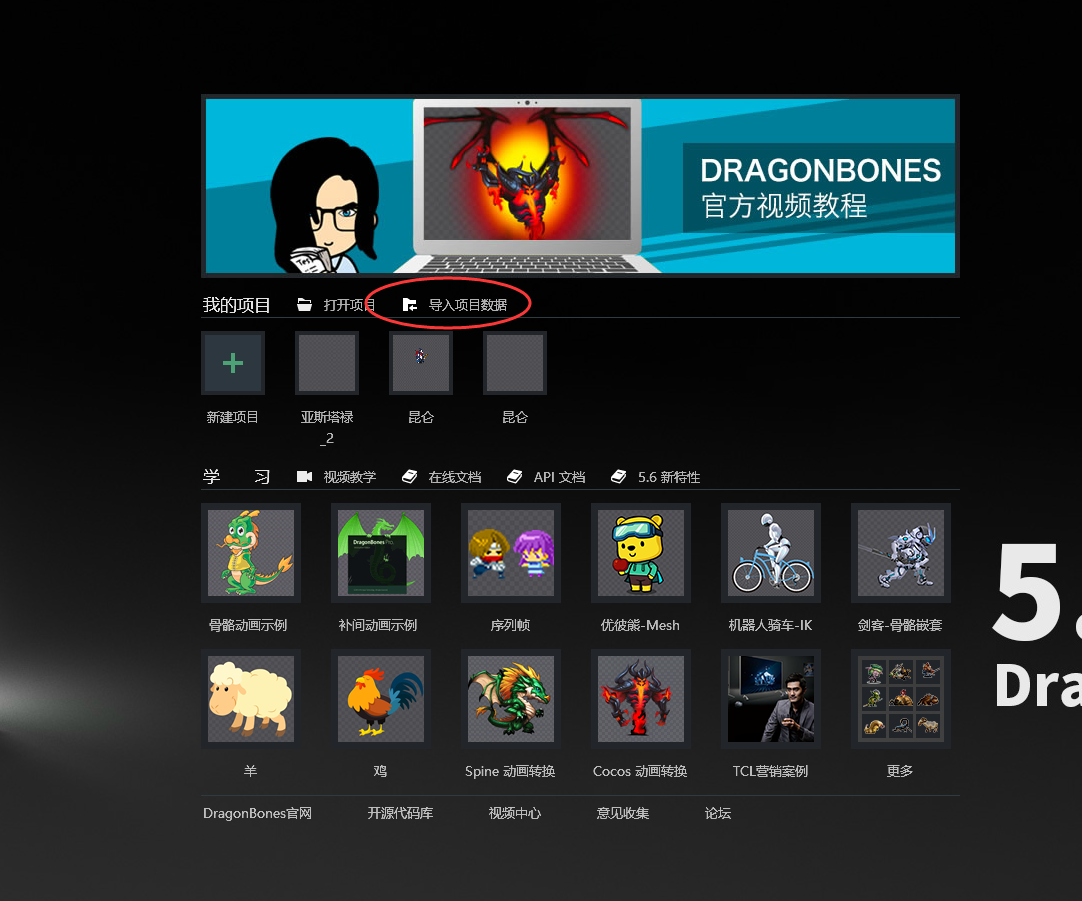 DRAGONBONES
官方视频教程
我的项目 打开项目 导入项目数据
新建项目 亚斯塔禄_2 昆仑 昆仑
学 习 视频教学 在线文档 API 文档 5.6 新特性
DragonBones Pro
骨骼动画示例 补间动画示例 序列帧 优彼熊-Mesh 机器人骑车-IK 剑客-骨骼嵌套
羊 鸡 Spine 动画转换 Cocos 动画转换 TCL营销案例 更多
DragonBones官网 开源代码库 视频中心 意见收集 论坛
5.
Dra